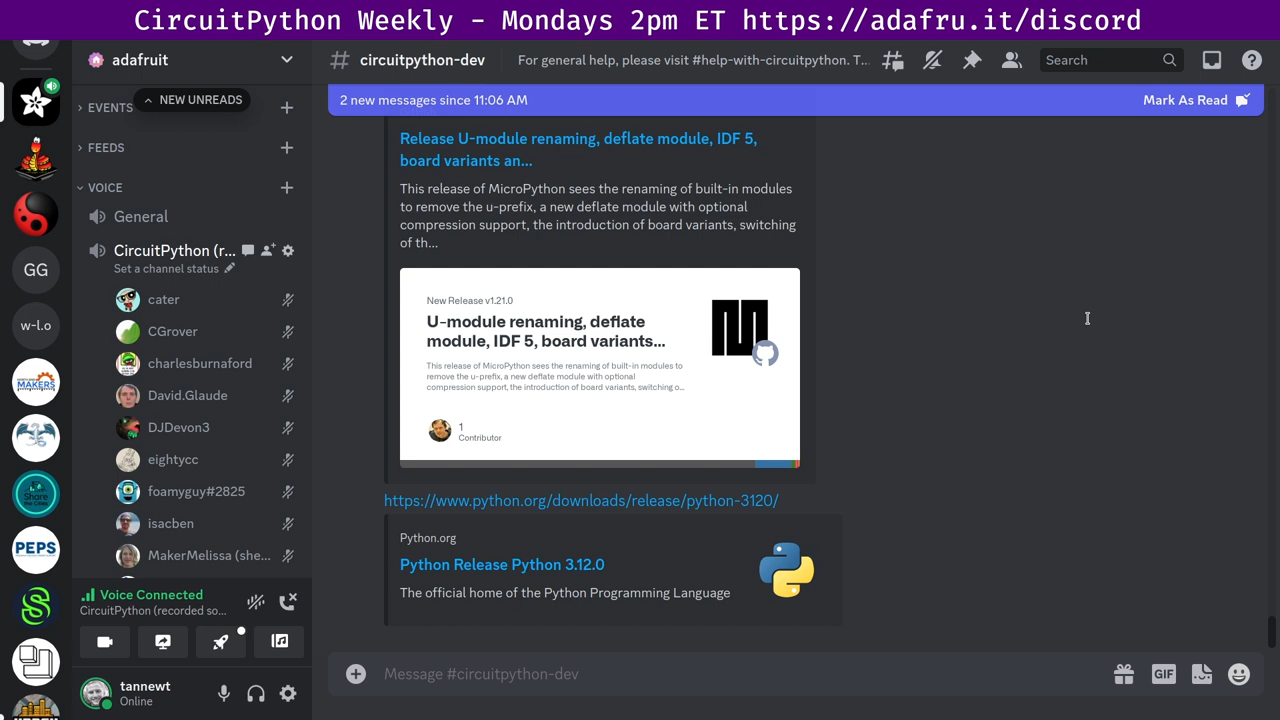 CircuitPython Weekly - Mondays 2pm ET https://adafru.it/discord
adafruit
circuitpython-dev
For general help, please visit #help-with-circuitpython. T...
Search
EVENTS
NEW UNREADS
FEEDS
VOICE
General
CircuitPython (r...
Set a channel status
cater
CGrover
charlesburnaford
David.Glaude
DJDevon3
eightycc
foamyguy#2825
isacben
MakerMelissa (she...
GG
w-l.o
MAKERS
Share
PEPS
Voice Connected
CircuitPython (recorded so...
tannewt
Online
2 new messages since 11:06 AM
Mark As Read
Release U-module renaming, deflate module, IDF 5,
board variants an...
This release of MicroPython sees the renaming of built-in modules
to remove the u-prefix, a new deflate module with optional
compression support, the introduction of board variants, switching
of th...
New Release v1.21.0
U-module renaming, deflate
module, IDF 5, board variants...
This release of MicroPython sees the renaming of built-in modules to
remove the u-prefix, a new deflate module with optional
compression support, the introduction of board variants, switching o...
1
Contributor
https://www.python.org/downloads/release/python-3120/
Python.org
Python Release Python 3.12.0
The official home of the Python Programming Language
Message #circuitpython-dev
GIF